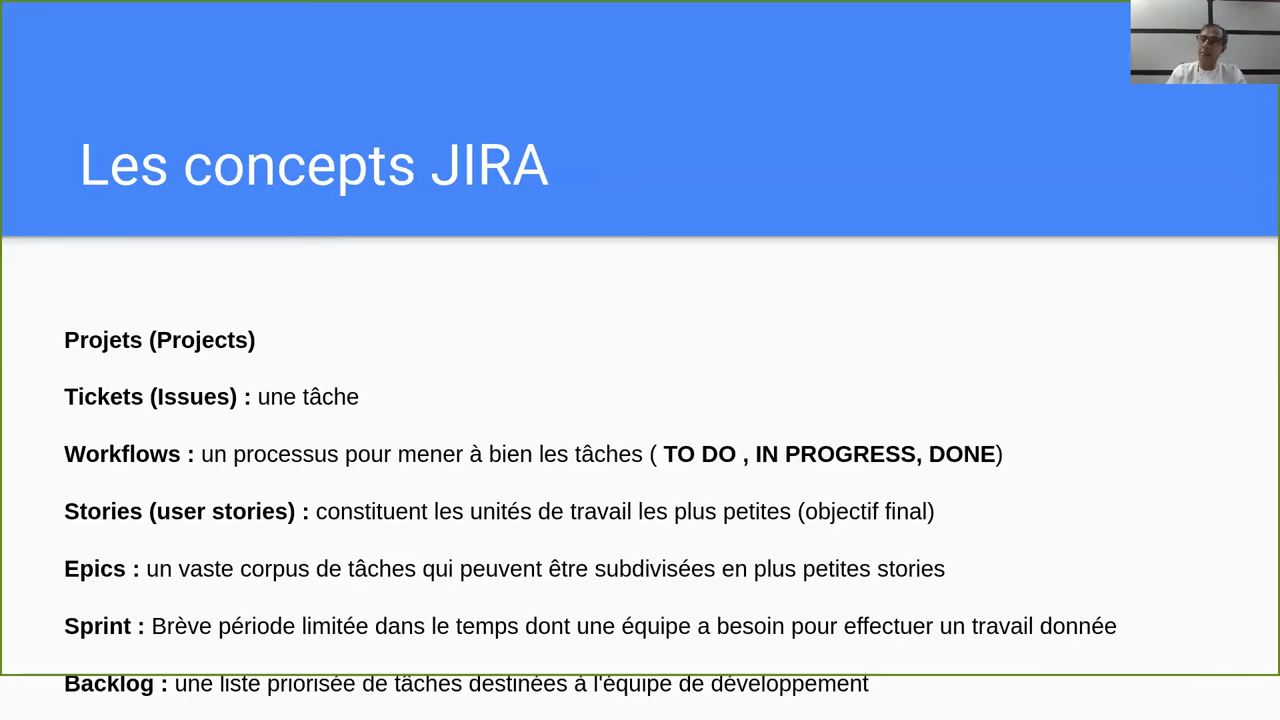 Les concepts JIRA
Projets (Projects)
Tickets (Issues) : une tâche
Workflows : un processus pour mener à bien les tâches ( TO DO , IN PROGRESS, DONE)
Stories (user stories) : constituent les unités de travail les plus petites (objectif final)
Epics : un vaste corpus de tâches qui peuvent être subdivisées en plus petites stories
Sprint : Brève période limitée dans le temps dont une équipe a besoin pour effectuer un travail donnée
Backlog : une liste priorisée de tâches destinées à l'équipe de développement